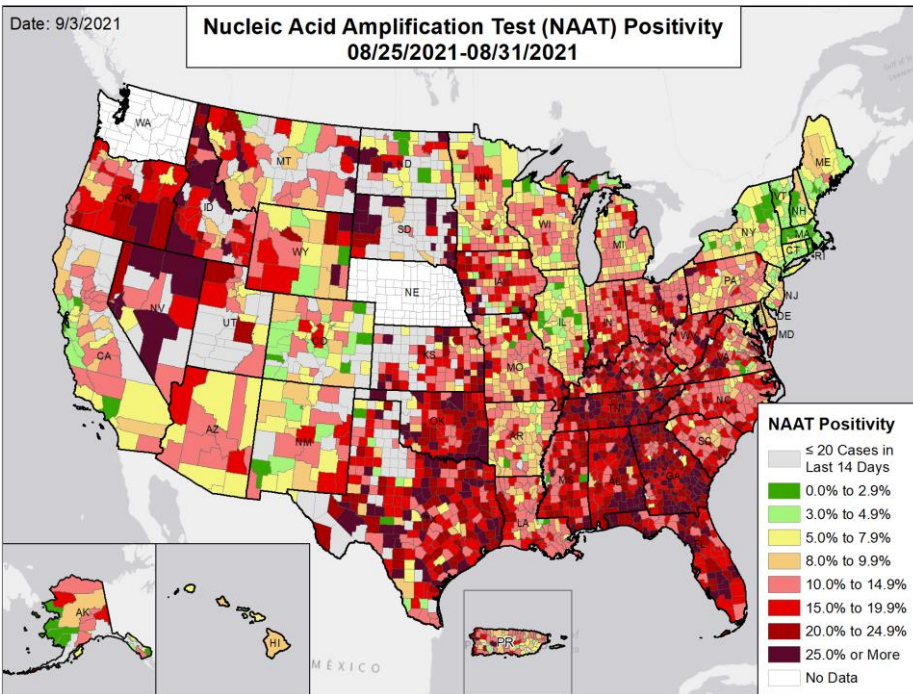 Date: 9/3/2021
Nucleic Acid Amplification Test (NAAT) Positivity
08/25/2021-08/31/2021
WA
MT
ND
MN
ME
OR
ID
SD
WI
MI
VT
NH
NY
MA
CT
RI
WY
IA
PA
NJ
NE
NV
UT
CO
IL
IN
OH
DE
MD
WV
VA
CA
KS
MO
KY
AZ
NM
OK
AR
TN
NC
SC
MS
AL
GA
LA
TX
FL
AK
HI
PR
MÉXICO
NAAT Positivity
≤ 20 Cases in
Last 14 Days
0.0% to 2.9%
3.0% to 4.9%
5.0% to 7.9%
8.0% to 9.9%
10.0% to 14.9%
15.0% to 19.9%
20.0% to 24.9%
25.0% or More
No Data